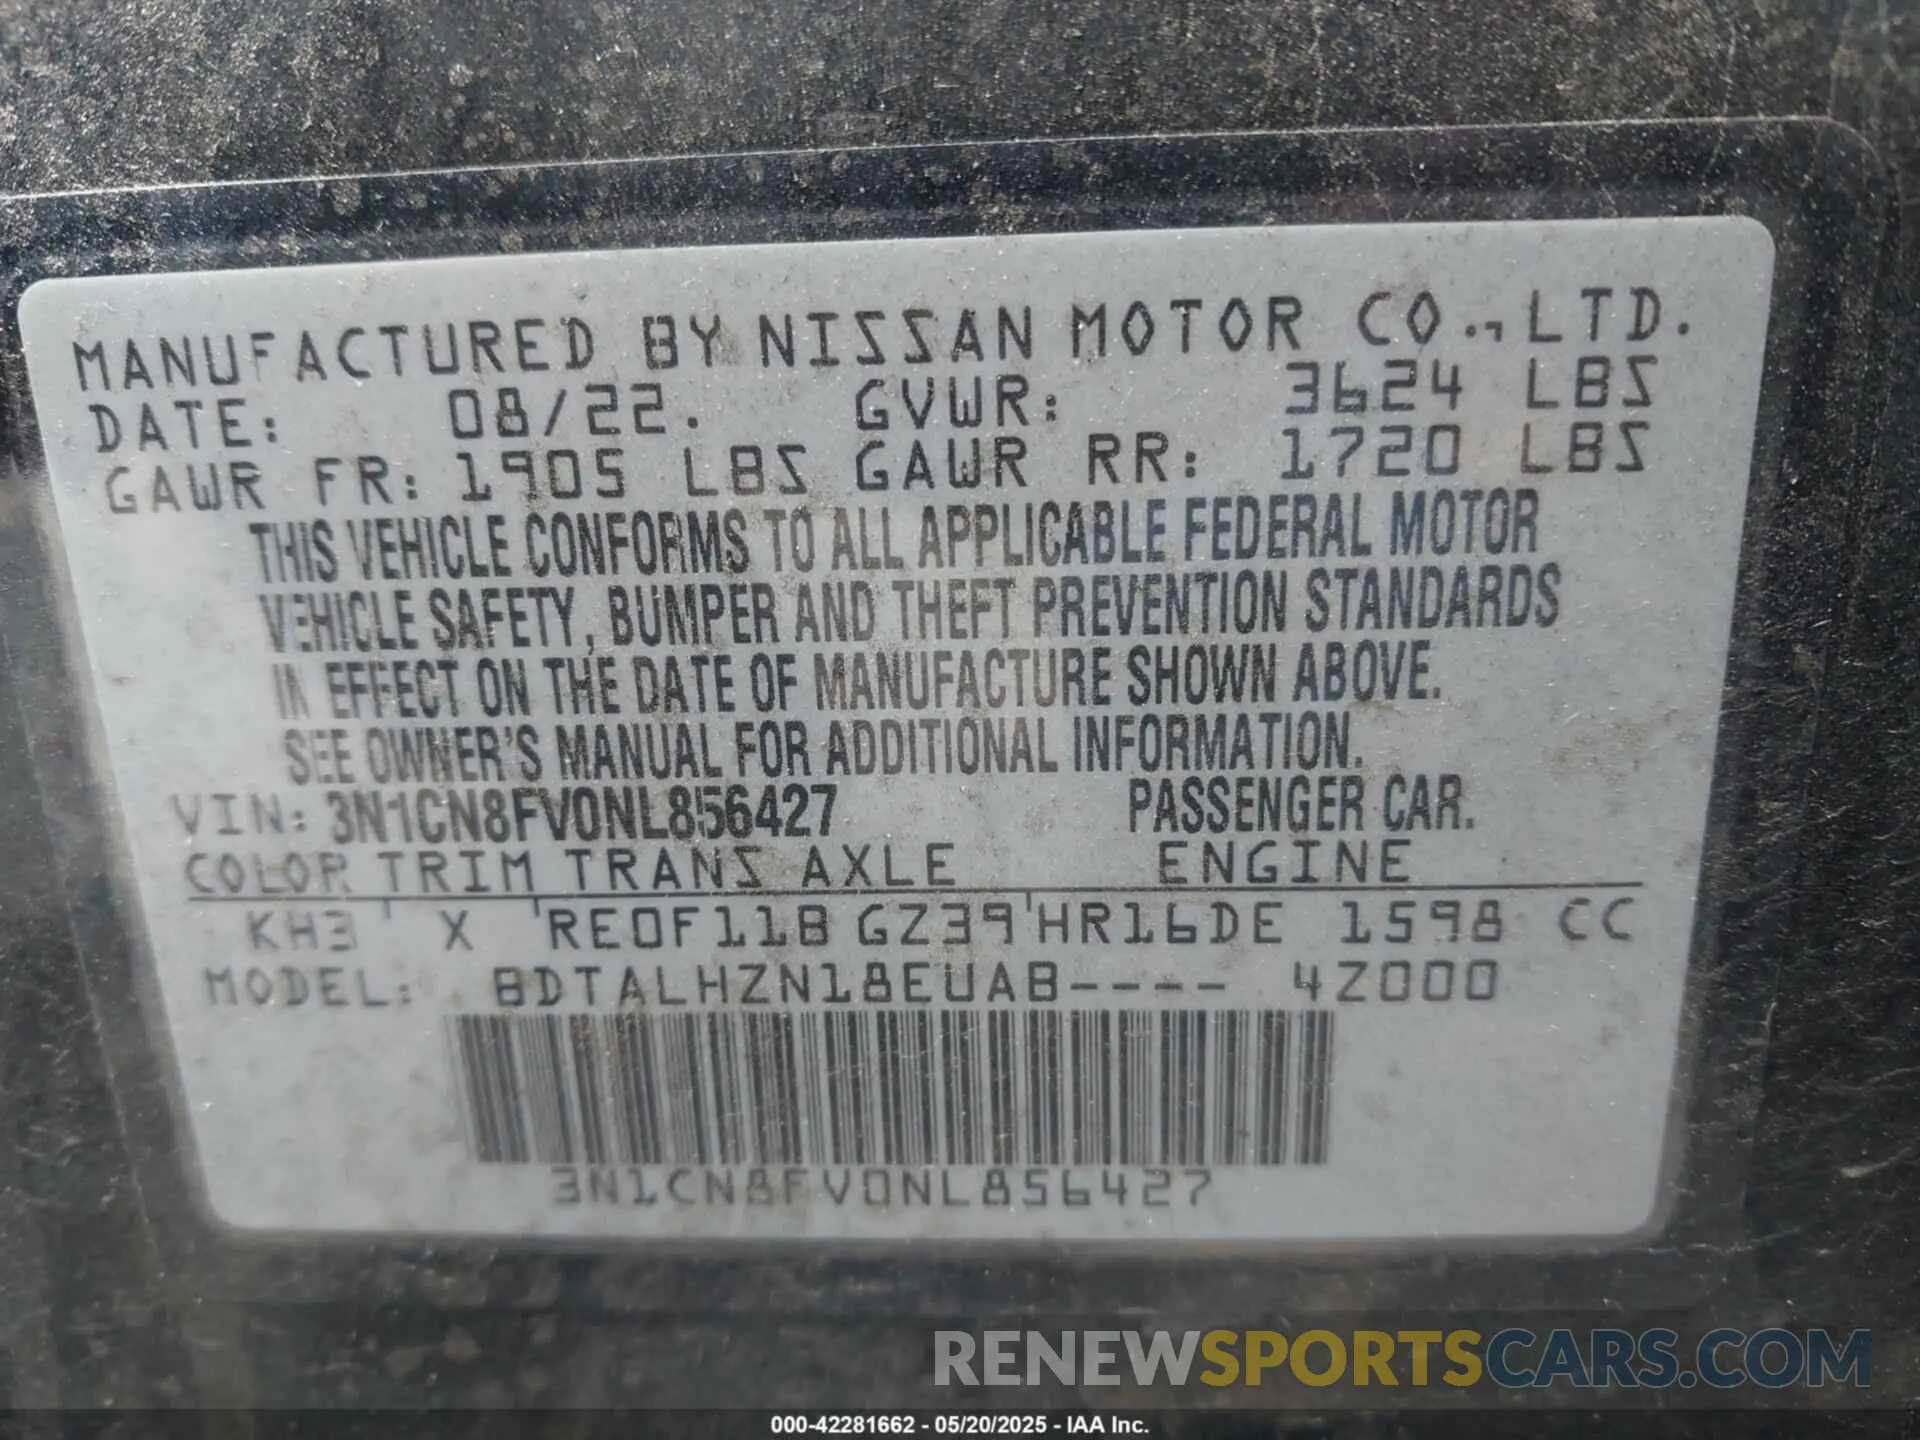 MANUFACTURED BY NISSAN MOTOR CO., LTD.
DATE: 08/22. GVWR: 3624 LBS
GAWR FR: 1905 LBS GAWR RR: 1720 LBS
THIS VEHICLE CONFORMS TO ALL APPLICABLE FEDERAL MOTOR
VEHICLE SAFETY, BUMPER AND THEFT PREVENTION STANDARDS
IN EFFECT ON THE DATE OF MANUFACTURE SHOWN ABOVE.
SEE OWNER'S MANUAL FOR ADDITIONAL INFORMATION.
VIN: 3N1CN8FV0NL856427 PASSENGER CAR.
COLOR TRIM TRANS AXLE ENGINE
KH3 X RE0F11B GZ39 HR16DE 1598 CC
MODEL: BDTALHZN18EUAB---- 4Z000
3N1CN8FV0NL856427
RENEWSPORTSCARS.COM
000-42281662 - 05/20/2025 - IAA Inc.